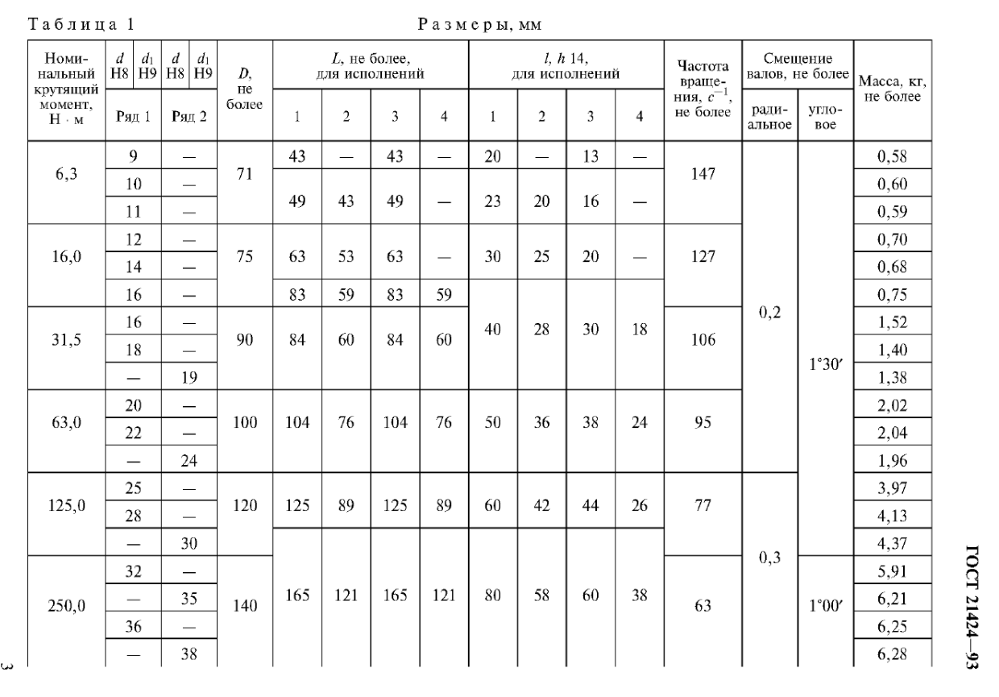 Таблица 1 Размеры, мм
Номи-
нальный
крутящий
момент,
Н · м
d H8 d1 H9 d H8 d1 H9
Ряд 1 Ряд 2
D,
не
более
L, не более,
для исполнений
1 2 3 4
l, h 14,
для исполнений
1 2 3 4
Частота
враще-
ния, c⁻¹,
не более
Смещение
валов, не более
ради-
альное
угло-
вое
Масса, кг,
не более
6,3 9 — 71 43 — 43 — 20 — 13 — 147 0,2 1°30′ 0,58
10 — 49 43 49 — 23 20 16 — 0,60
11 — 0,59
16,0 12 — 75 63 53 63 — 30 25 20 — 127 0,70
14 — 0,68
16 — 83 59 83 59 40 28 30 18 0,75
31,5 16 — 90 84 60 84 60 106 1,52
18 — 1,40
— 19 1,38
63,0 20 — 100 104 76 104 76 50 36 38 24 95 2,02
22 — 2,04
— 24 1,96
125,0 25 — 120 125 89 125 89 60 42 44 26 77 0,3 3,97
28 — 4,13
— 30 165 121 165 121 80 58 60 38 4,37
250,0 32 — 140 63 1°00′ 5,91
— 35 6,21
36 — 6,25
— 38 6,28
ГОСТ 21424—93
3